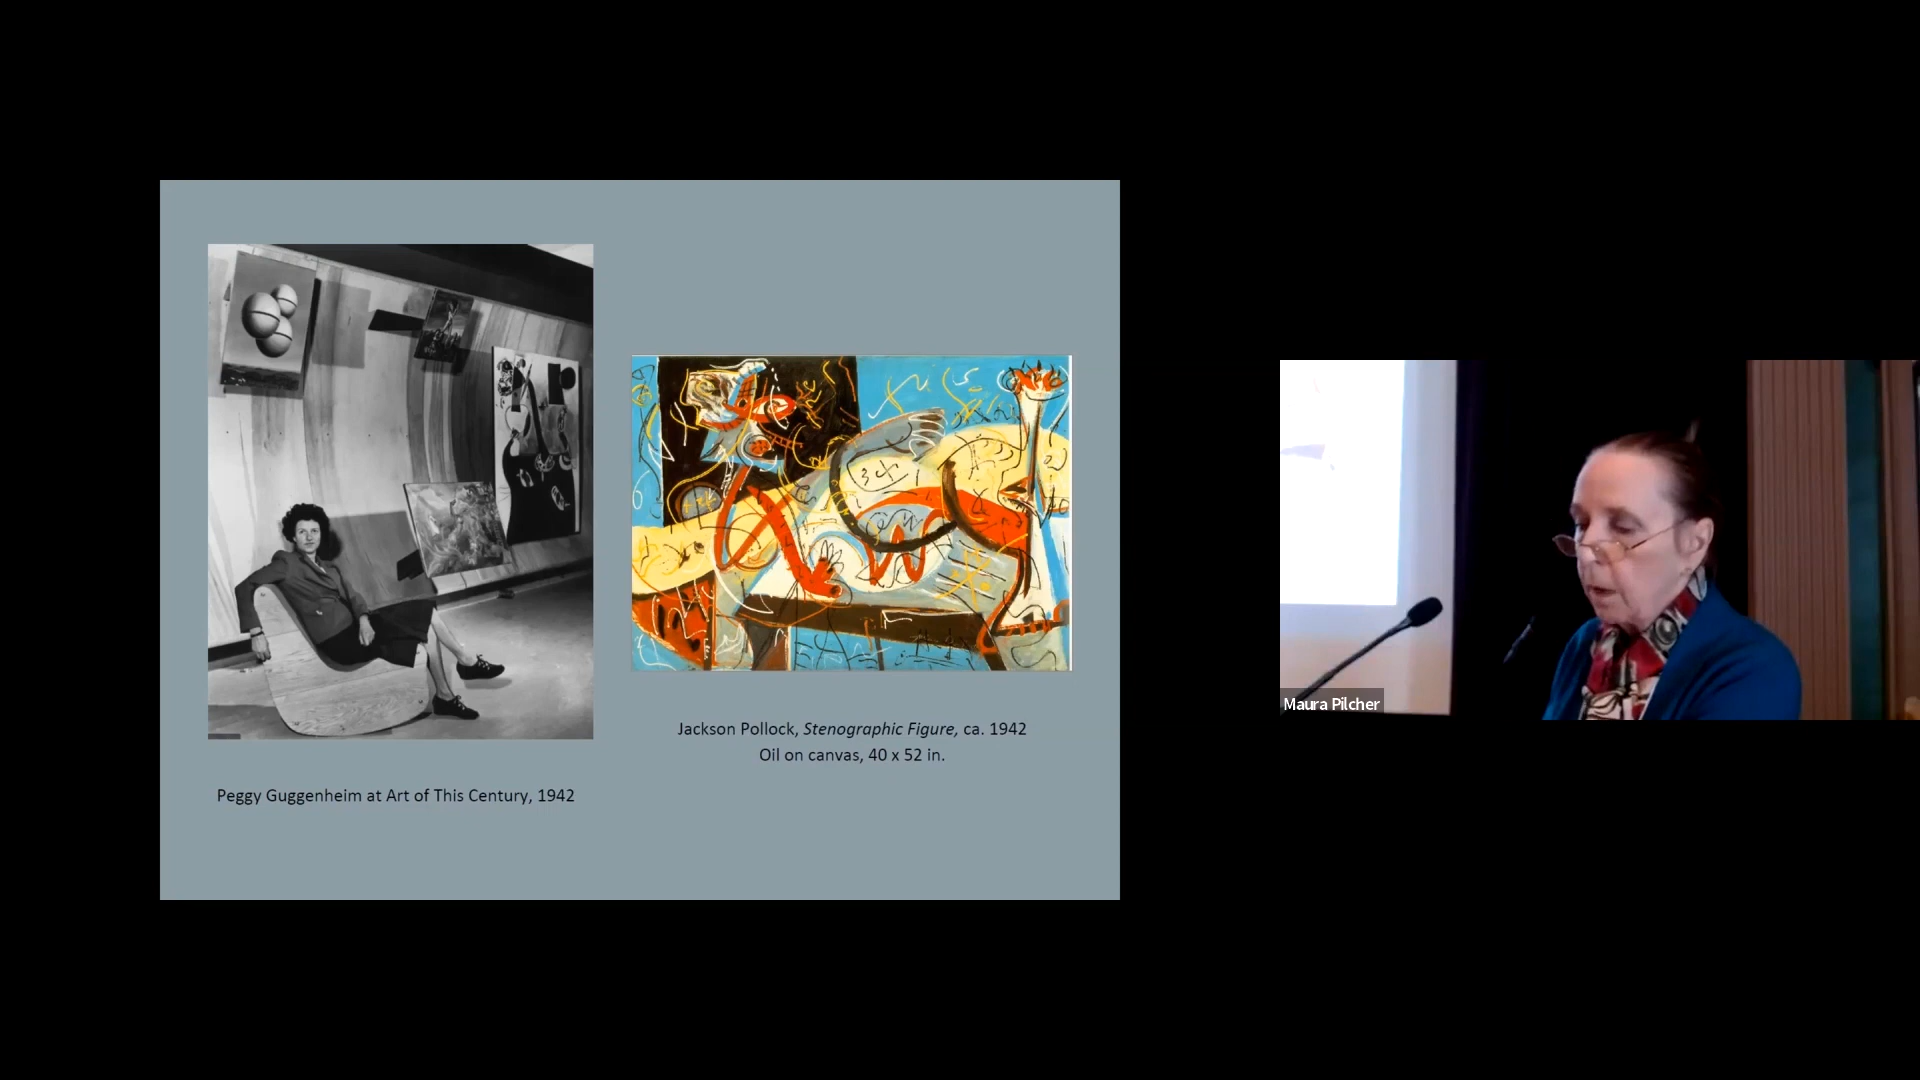 Peggy Guggenheim at Art of This Century, 1942
Jackson Pollock, Stenographic Figure, ca. 1942
Oil on canvas, 40 x 52 in.
Maura Pilcher